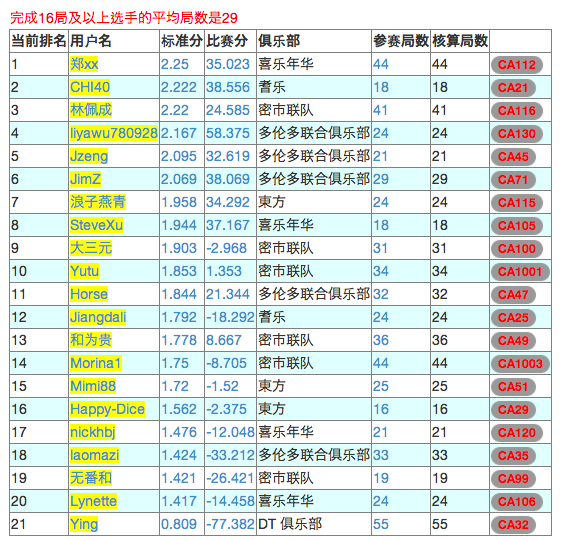 完成16局及以上选手的平均局数是29
当前排名 用户名 标准分 比赛分 俱乐部 参赛局数 核算局数
1 郑xx 2.25 35.023 喜乐年华 44 44 CA112
2 CHI40 2.222 38.556 耆乐 18 18 CA21
3 林佩成 2.22 24.585 密市联队 41 41 CA116
4 liyawu780928 2.167 58.375 多伦多联合俱乐部 24 24 CA130
5 Jzeng 2.095 32.619 多伦多联合俱乐部 21 21 CA45
6 JimZ 2.069 38.069 多伦多联合俱乐部 29 29 CA71
7 浪子燕青 1.958 34.292 東方 24 24 CA115
8 SteveXu 1.944 37.167 喜乐年华 18 18 CA105
9 大三元 1.903 -2.968 密市联队 31 31 CA100
10 Yutu 1.853 1.353 密市联队 34 34 CA1001
11 Horse 1.844 21.344 多伦多联合俱乐部 32 32 CA47
12 Jiangdali 1.792 -18.292 耆乐 24 24 CA25
13 和为贵 1.778 8.667 密市联队 36 36 CA49
14 Morina1 1.75 -8.705 密市联队 44 44 CA1003
15 Mimi88 1.72 -1.52 東方 25 25 CA51
16 Happy-Dice 1.562 -2.375 東方 16 16 CA29
17 nickhbj 1.476 -12.048 喜乐年华 21 21 CA120
18 laomazi 1.424 -33.212 多伦多联合俱乐部 33 33 CA35
19 无番和 1.421 -26.421 密市联队 19 19 CA99
20 Lynette 1.417 -14.458 喜乐年华 24 24 CA106
21 Ying 0.809 -77.382 DT 俱乐部 55 55 CA32